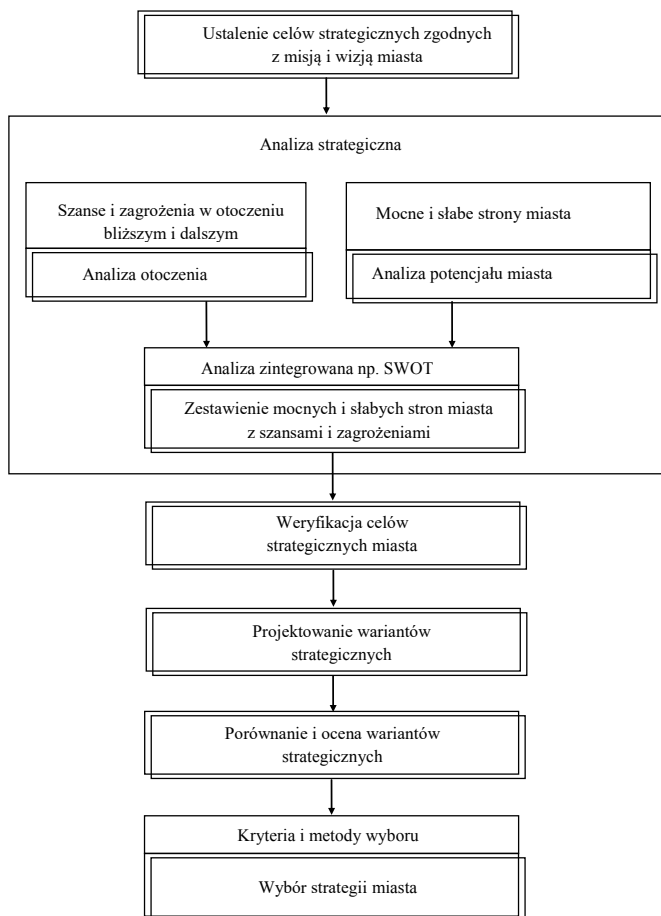 Ustalenie celów strategicznych zgodnych
z misją i wizją miasta
Analiza strategiczna
Szanse i zagrożenia w otoczeniu
bliższym i dalszym
Analiza otoczenia
Mocne i słabe strony miasta
Analiza potencjału miasta
Analiza zintegrowana np. SWOT
Zestawienie mocnych i słabych stron miasta
z szansami i zagrożeniami
Weryfikacja celów
strategicznych miasta
Projektowanie wariantów
strategicznych
Porównanie i ocena wariantów
strategicznych
Kryteria i metody wyboru
Wybór strategii miasta